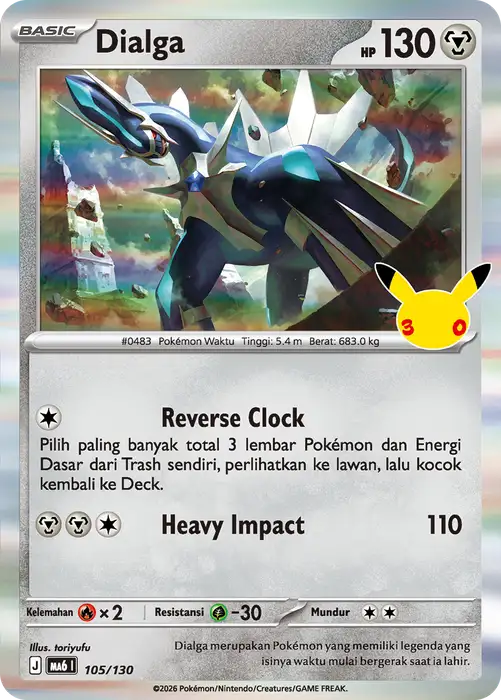 BASIC
Dialga
HP 130
30
#0483 Pokémon Waktu Tinggi: 5.4 m Berat: 683.0 kg
Reverse Clock
Pilih paling banyak total 3 lembar Pokémon dan Energi
Dasar dari Trash sendiri, perlihatkan ke lawan, lalu kocok
kembali ke Deck.
Heavy Impact 110
Kelemahan ×2 Resistansi -30 Mundur
Illus. toriyufu
Dialga merupakan Pokémon yang memiliki legenda yang
isinya waktu mulai bergerak saat ia lahir.
J MA6 I 105/130
©2026 Pokémon/Nintendo/Creatures/GAME FREAK.